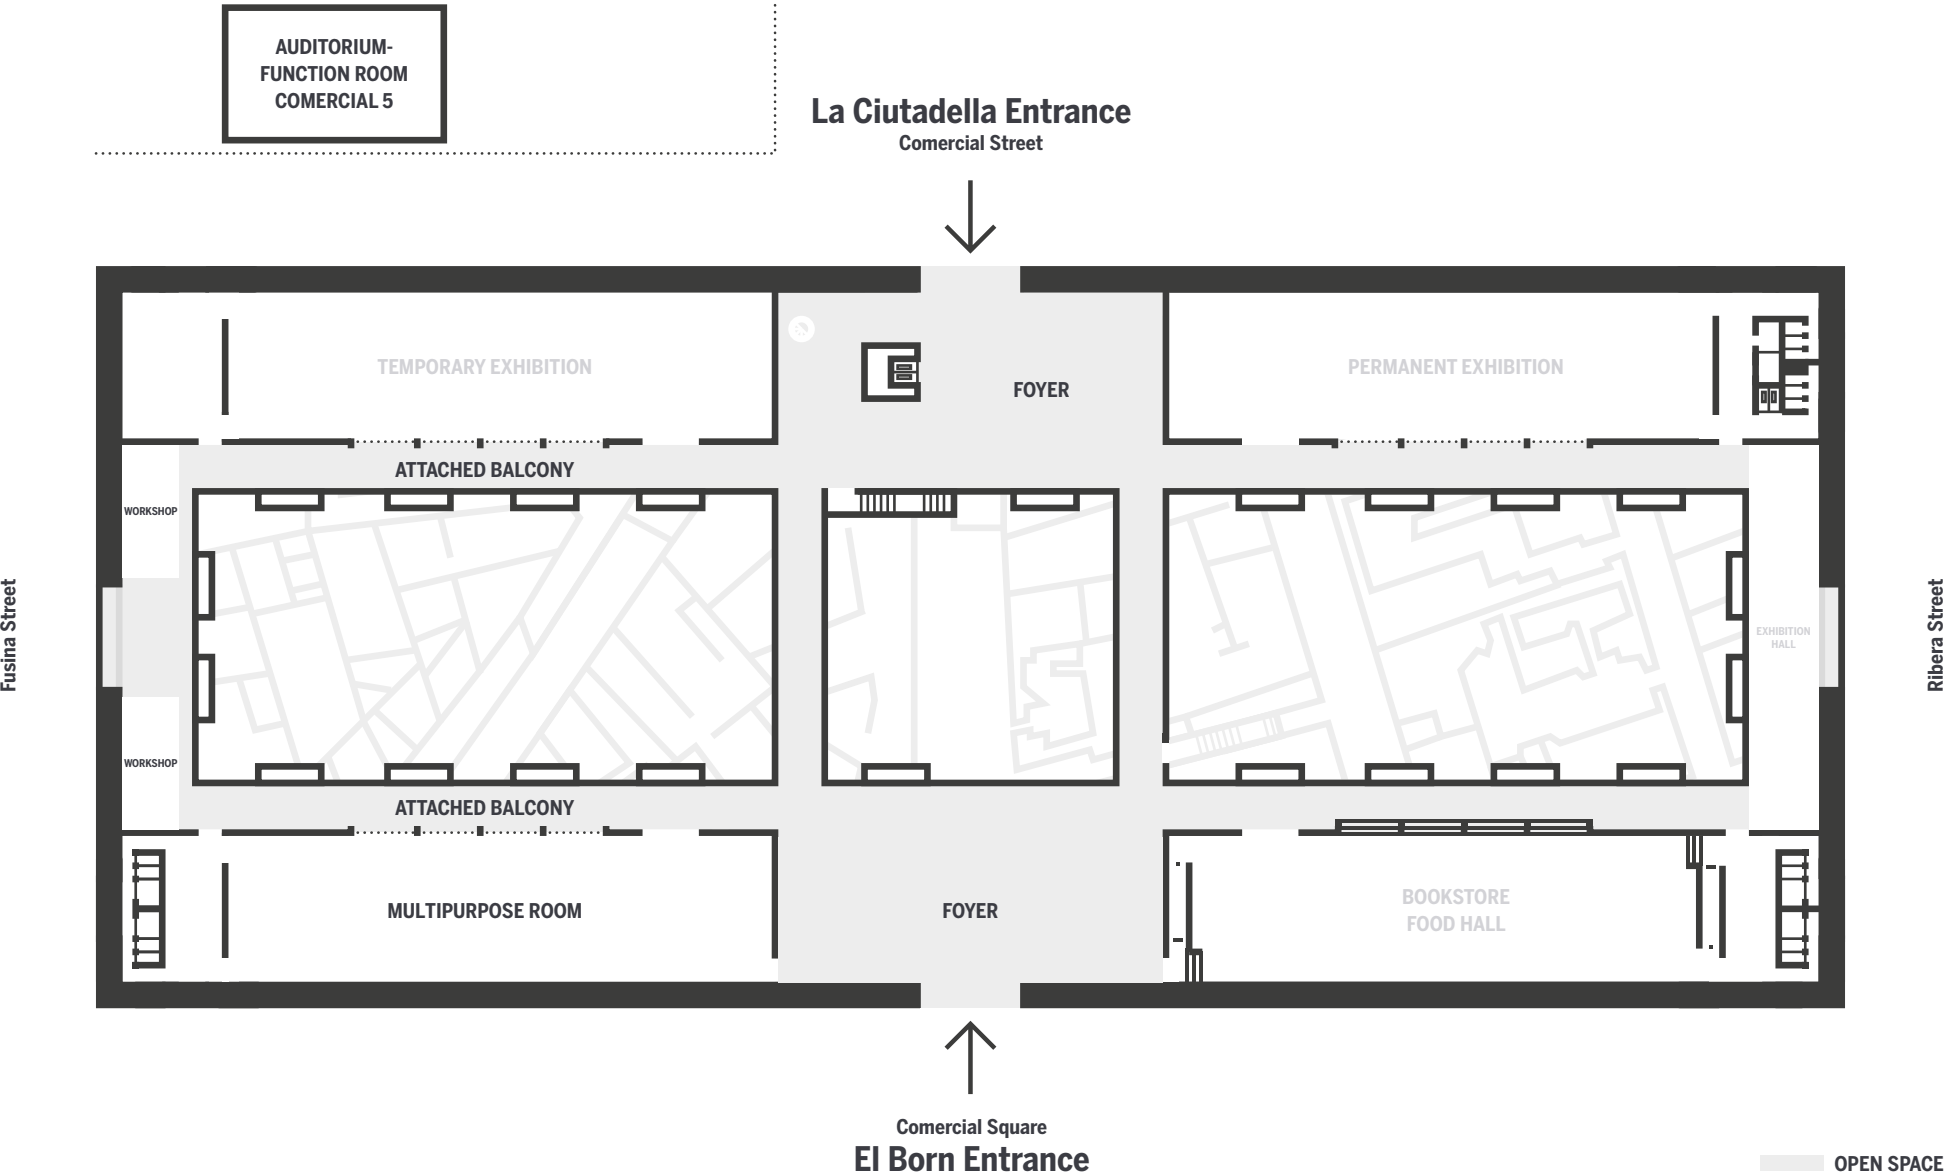 AUDITORIUM-
FUNCTION ROOM
COMERCIAL 5
La Ciutadella Entrance
Comercial Street
TEMPORARY EXHIBITION
FOYER
PERMANENT EXHIBITION
ATTACHED BALCONY
WORKSHOP
Fusina Street
EXHIBITION
HALL
Ribera Street
WORKSHOP
ATTACHED BALCONY
MULTIPURPOSE ROOM
FOYER
BOOKSTORE
FOOD HALL
Comercial Square
El Born Entrance
OPEN SPACE